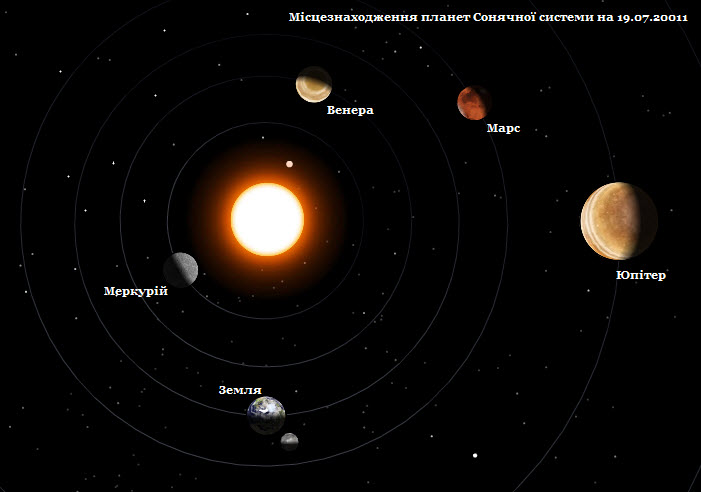 Місцезнаходження планет Сонячної системи на 19.07.20011
Венера
Марс
Юпітер
Меркурій
Земля